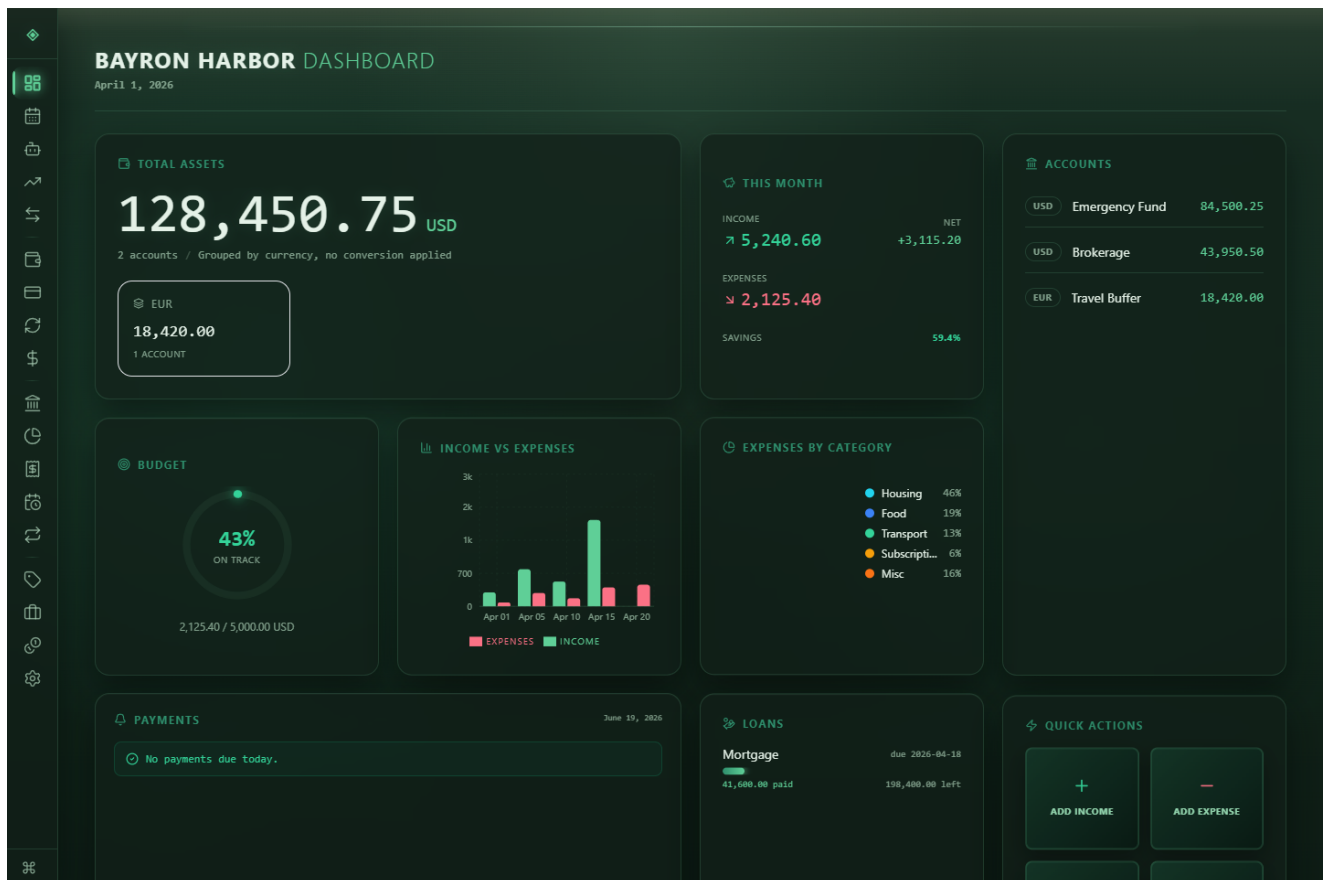 BAYRON HARBOR DASHBOARD
April 1, 2026
TOTAL ASSETS
128,450.75 USD
2 accounts / Grouped by currency, no conversion applied
EUR
18,420.00
1 ACCOUNT
THIS MONTH
INCOME
5,240.60
NET
+3,115.20
EXPENSES
2,125.40
SAVINGS
59.4%
ACCOUNTS
USD Emergency Fund 84,500.25
USD Brokerage 43,950.50
EUR Travel Buffer 18,420.00
BUDGET
43%
ON TRACK
2,125.40 / 5,000.00 USD
INCOME VS EXPENSES
3k
2k
1k
700
0
Apr 01 Apr 05 Apr 10 Apr 15 Apr 20
EXPENSES INCOME
EXPENSES BY CATEGORY
Housing 46%
Food 19%
Transport 13%
Subscripti... 6%
Misc 16%
PAYMENTS
June 19, 2026
No payments due today.
LOANS
Mortgage due 2026-04-18
41,600.00 paid 198,400.00 left
QUICK ACTIONS
ADD INCOME
ADD EXPENSE